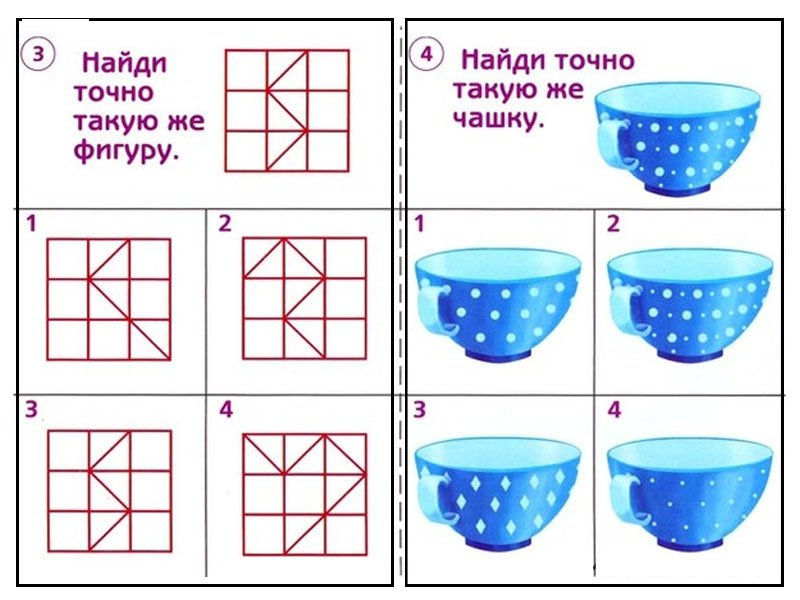 3
Найди
точно
такую же
фигуру.
1
2
3
4
4
Найди точно
такую же
чашку.
1
2
3
4